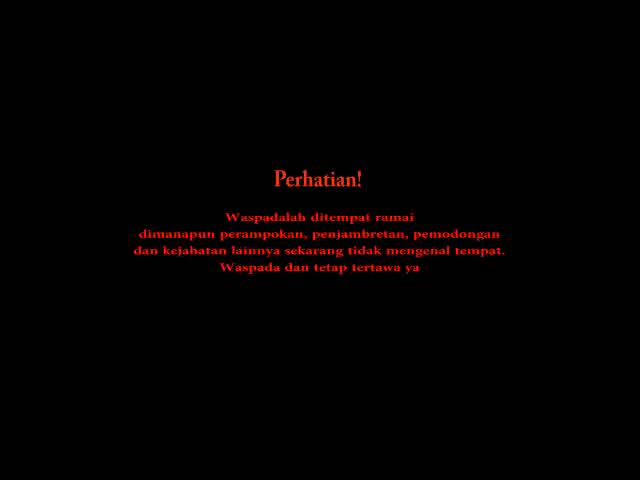 Perhatian!
Waspadalah ditempat ramai
dimanapun perampokan, penjambretan, pemodongan
dan kejahatan lainnya sekarang tidak mengenal tempat.
Waspada dan tetap tertawa ya